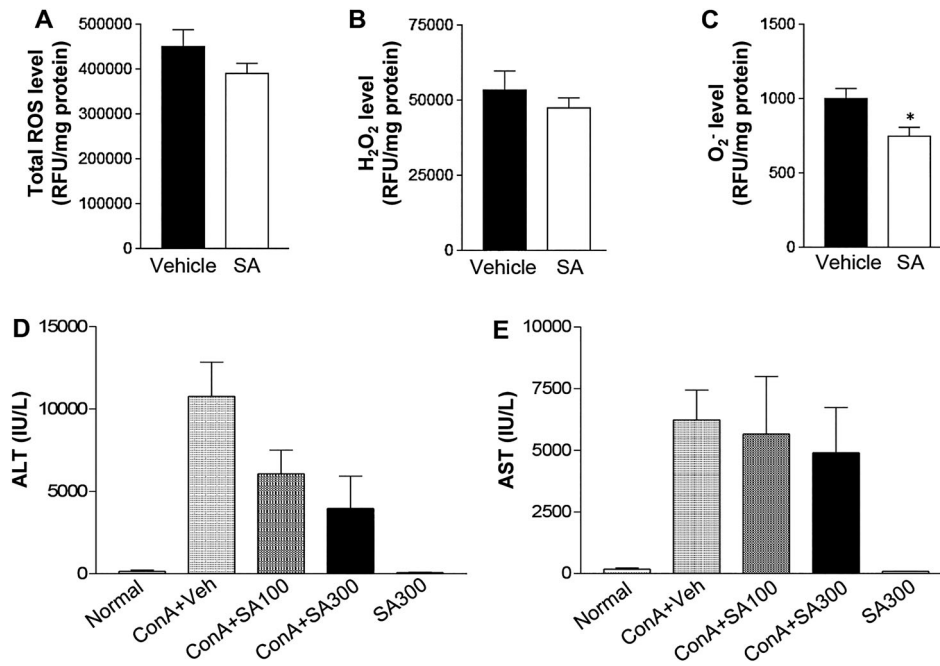 A
Total ROS level
(RFU/mg protein)
500000
400000
300000
200000
100000
0
Vehicle SA
B
H₂O₂ level
(RFU/mg protein)
75000
50000
25000
0
Vehicle SA
C
O₂⁻ level
(RFU/mg protein)
1500
1000
500
0
*
Vehicle SA
D
ALT (IU/L)
15000
10000
5000
0
Normal
ConA+Veh
ConA+SA100
ConA+SA300
SA300
E
AST (IU/L)
10000
7500
5000
2500
0
Normal
ConA+Veh
ConA+SA100
ConA+SA300
SA300